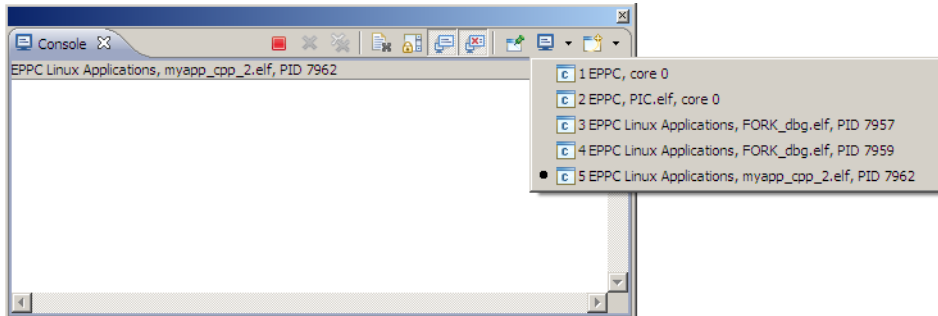 Console
EPPC Linux Applications, myapp_cpp_2.elf, PID 7962
1 EPPC, core 0
2 EPPC, PIC.elf, core 0
3 EPPC Linux Applications, FORK_dbg.elf, PID 7957
4 EPPC Linux Applications, FORK_dbg.elf, PID 7959
5 EPPC Linux Applications, myapp_cpp_2.elf, PID 7962